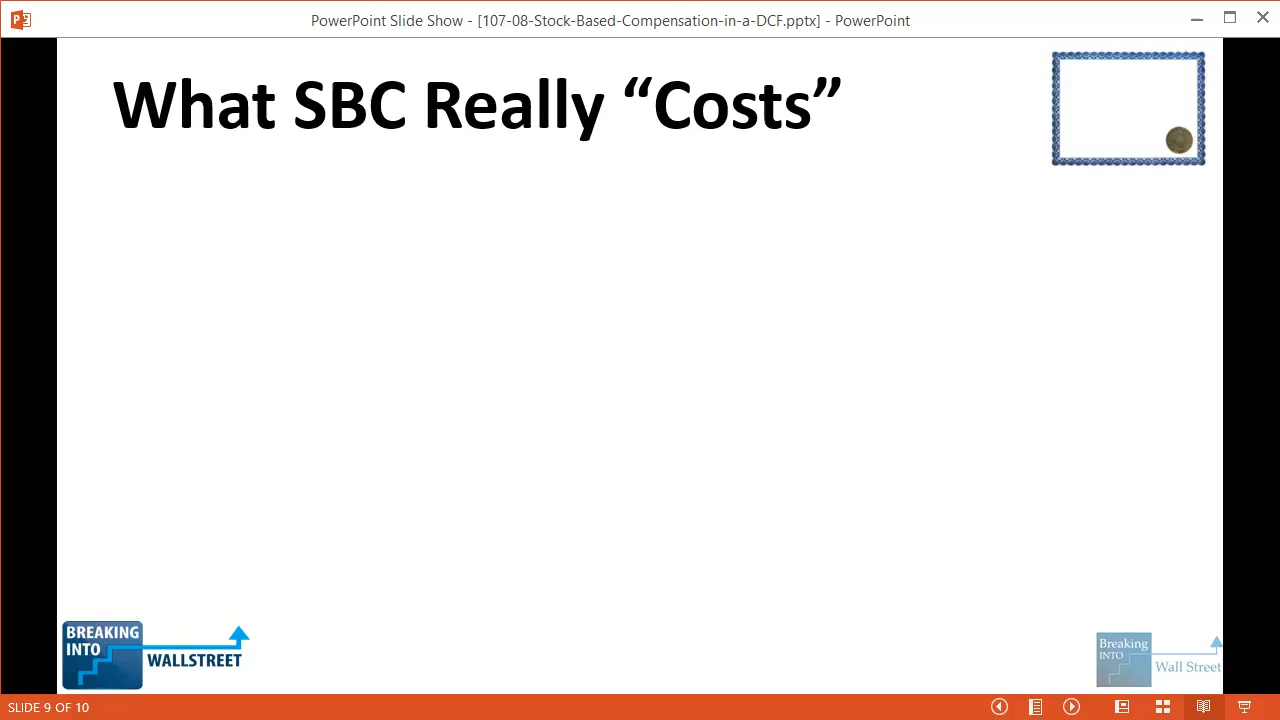 PowerPoint Slide Show - [107-08-Stock-Based-Compensation-in-a-DCF.pptx] - PowerPoint
What SBC Really “Costs”
BREAKING
INTO
WALLSTREET
Breaking
INTO
Wall Street
SLIDE 9 OF 10